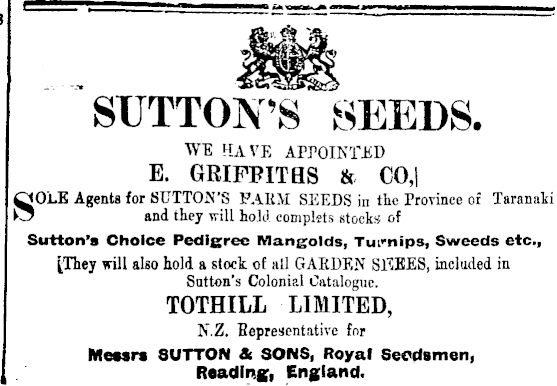 SUTTON'S SEEDS.
WE HAVE APPOINTED
E. GRIFFITHS & CO,
SOLE Agents for SUTTON'S FARM SEEDS in the Province of Taranaki
and they will hold complets stocks of
Sutton's Choice Pedigree Mangolds, Turnips, Sweeds etc.,
They will also hold a stock of all GARDEN SEEES, included in
Sutton's Colonial Catalogue.
TOTHILL LIMITED,
N.Z. Representative for
Messrs SUTTON & SONS, Royal Seedsmen,
Reading, England.